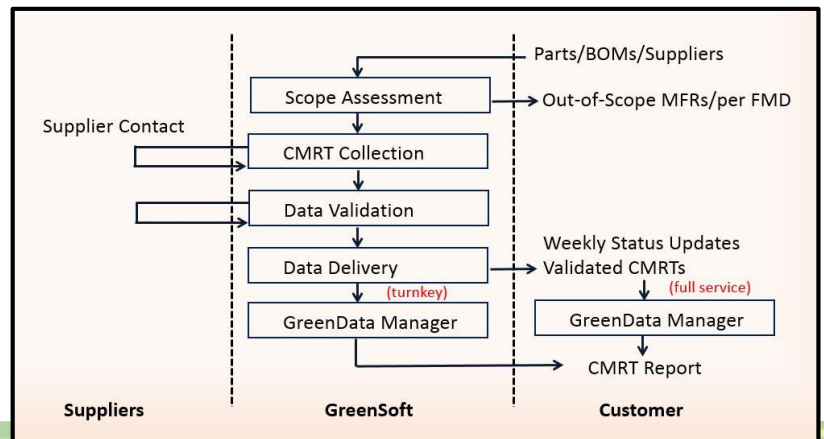 Parts/BOMs/Suppliers
Scope Assessment
Out-of-Scope MFRs/per FMD
Supplier Contact
CMRT Collection
Data Validation
Weekly Status Updates
Data Delivery
Validated CMRTs
(turnkey)
(full service)
GreenData Manager
GreenData Manager
CMRT Report
Suppliers
GreenSoft
Customer